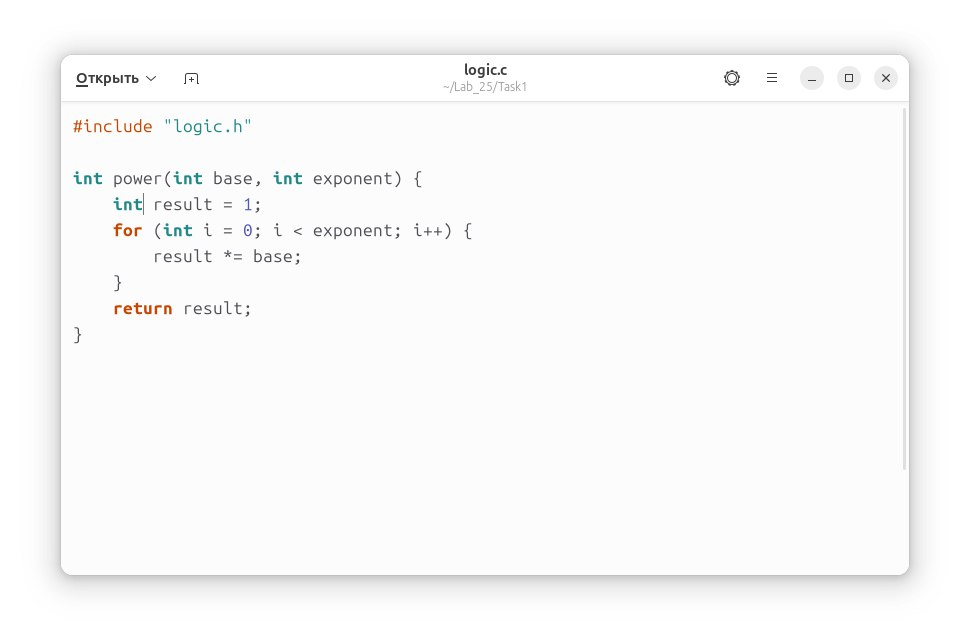 Открыть
logic.c
~/Lab_25/Task1
#include "logic.h"

int power(int base, int exponent) {
    int result = 1;
    for (int i = 0; i < exponent; i++) {
        result *= base;
    }
    return result;
}